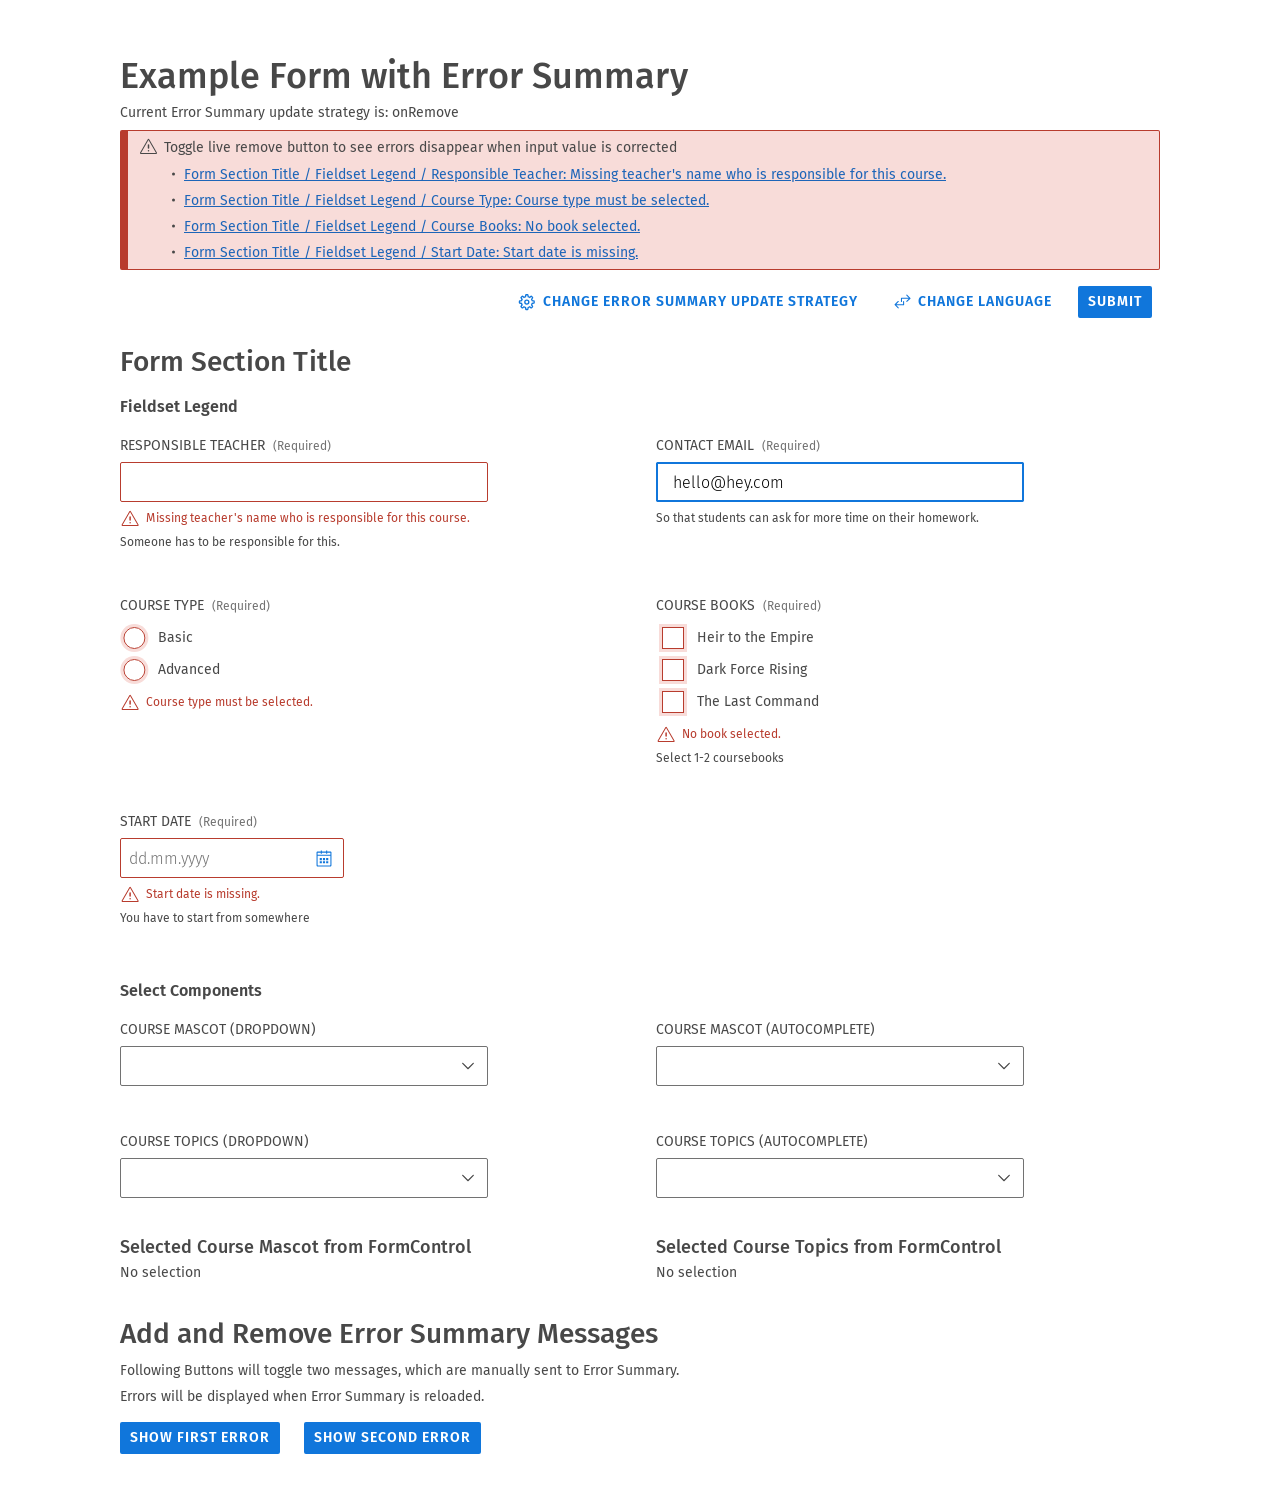 Example Form with Error Summary
Current Error Summary update strategy is: onRemove
Toggle live remove button to see errors disappear when input value is corrected
• Form Section Title / Fieldset Legend / Responsible Teacher: Missing teacher's name who is responsible for this course.
• Form Section Title / Fieldset Legend / Course Type: Course type must be selected.
• Form Section Title / Fieldset Legend / Course Books: No book selected.
• Form Section Title / Fieldset Legend / Start Date: Start date is missing.
CHANGE ERROR SUMMARY UPDATE STRATEGY CHANGE LANGUAGE SUBMIT
Form Section Title
Fieldset Legend
RESPONSIBLE TEACHER (Required)
Missing teacher's name who is responsible for this course.
Someone has to be responsible for this.
CONTACT EMAIL (Required)
hello@hey.com
So that students can ask for more time on their homework.
COURSE TYPE (Required)
Basic
Advanced
Course type must be selected.
COURSE BOOKS (Required)
Heir to the Empire
Dark Force Rising
The Last Command
No book selected.
Select 1-2 coursebooks
START DATE (Required)
dd.mm.yyyy
Start date is missing.
You have to start from somewhere
Select Components
COURSE MASCOT (DROPDOWN)
COURSE MASCOT (AUTOCOMPLETE)
COURSE TOPICS (DROPDOWN)
COURSE TOPICS (AUTOCOMPLETE)
Selected Course Mascot from FormControl
No selection
Selected Course Topics from FormControl
No selection
Add and Remove Error Summary Messages
Following Buttons will toggle two messages, which are manually sent to Error Summary.
Errors will be displayed when Error Summary is reloaded.
SHOW FIRST ERROR SHOW SECOND ERROR